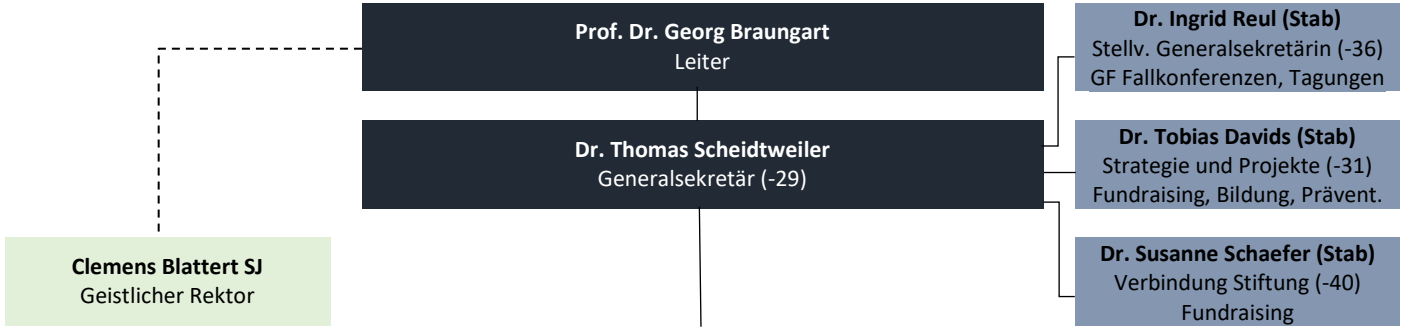 Prof. Dr. Georg Braungart
Leiter
Dr. Thomas Scheidtweiler
Generalsekretär (-29)
Clemens Blattert SJ
Geistlicher Rektor
Dr. Ingrid Reul (Stab)
Stellv. Generalsekretärin (-36)
GF Fallkonferenzen, Tagungen
Dr. Tobias Davids (Stab)
Strategie und Projekte (-31)
Fundraising, Bildung, Prävent.
Dr. Susanne Schaefer (Stab)
Verbindung Stiftung (-40)
Fundraising